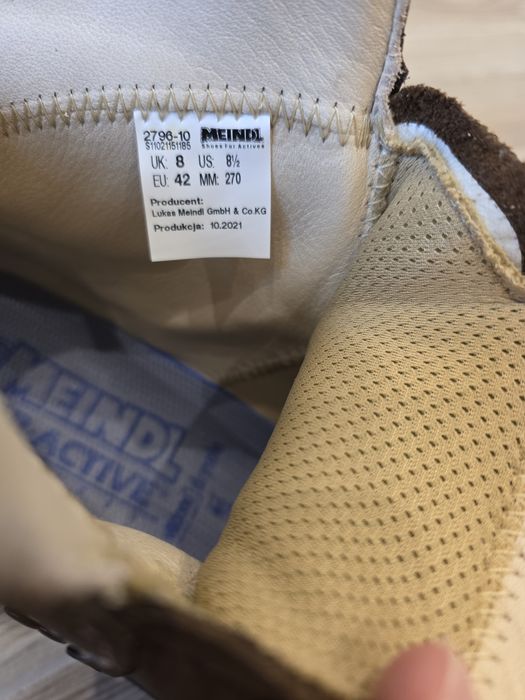 2796-10 MEINDL
S11021151185 Shoes For Actives
UK: 8 US: 8½
EU: 42 MM: 270
Producent:
Lukas Meindl GmbH & Co.KG
Produkcja: 10.2021
MEINDL
ACTIVE